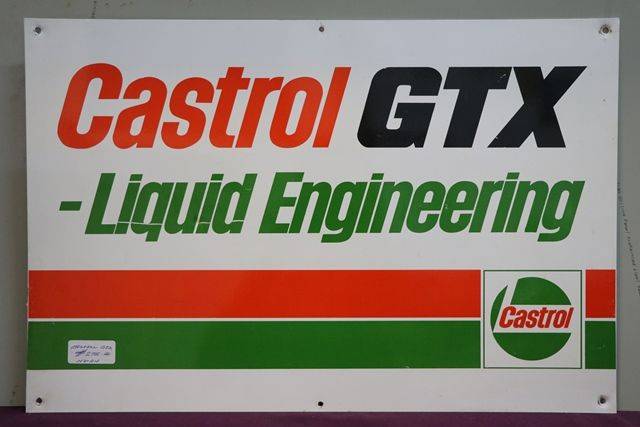 Castrol GTX
- Liquid Engineering
Castrol